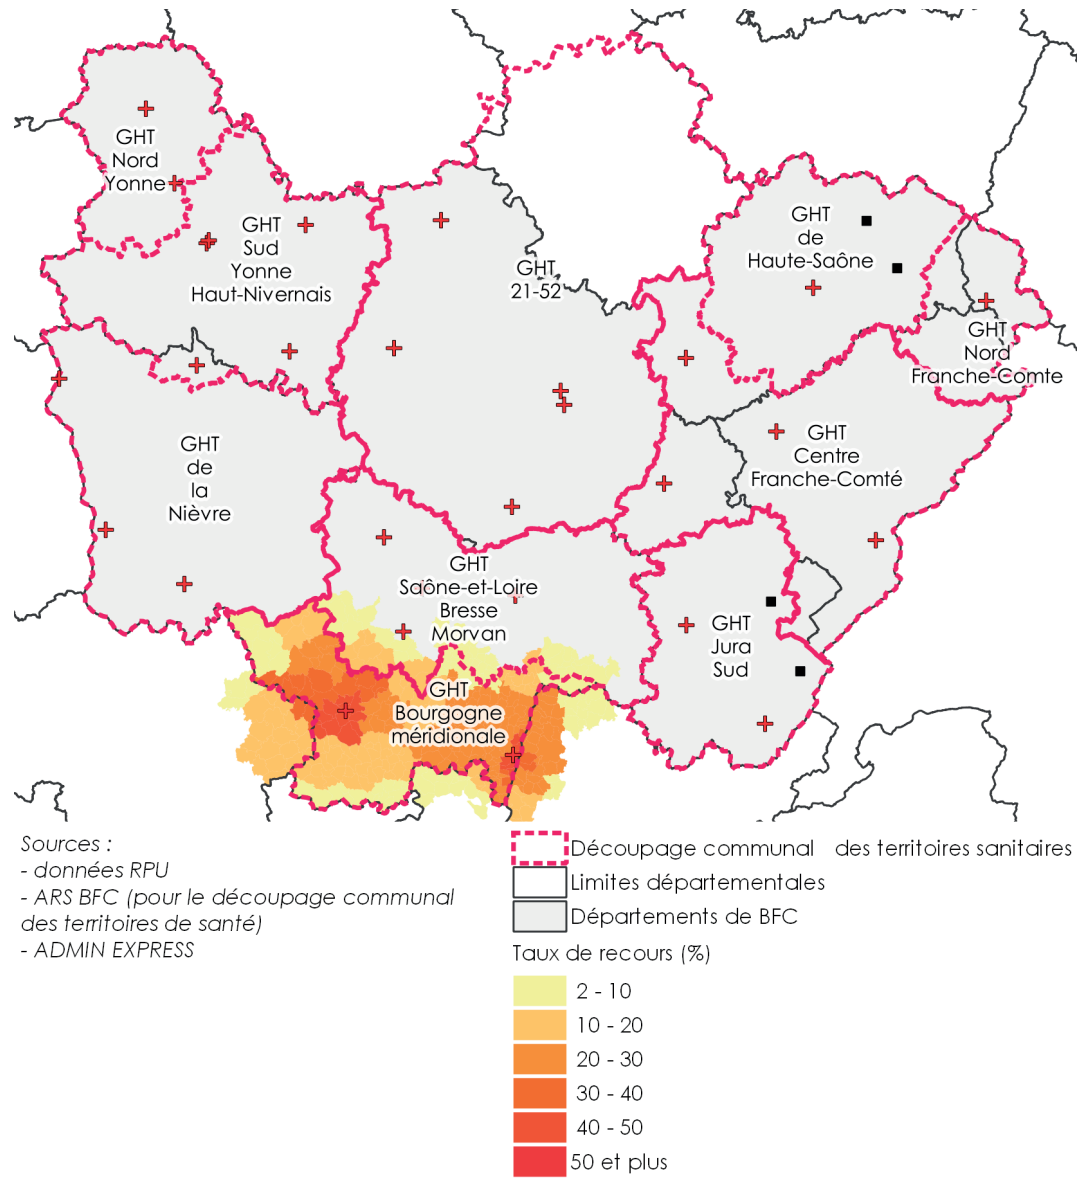 GHT
Nord
Yonne
GHT
Sud
Yonne
Haut-Nivernais
GHT
21-52
GHT
de
Haute-Saône
GHT
Nord
Franche-Comte
GHT
de
la
Nièvre
GHT
Centre
Franche-Comté
GHT
Saône-et-Loire
Bresse
Morvan
GHT
Jura
Sud
GHT
Bourgogne
méridionale
Sources :
- données RPU
- ARS BFC (pour le découpage communal
des territoires de santé)
- ADMIN EXPRESS
Découpage communal des territoires sanitaires
Limites départementales
Départements de BFC
Taux de recours (%)
2 - 10
10 - 20
20 - 30
30 - 40
40 - 50
50 et plus